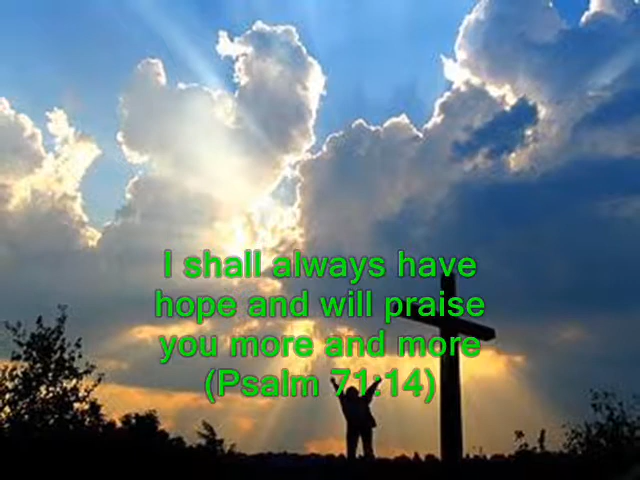 I shall always have
hope and will praise
you more and more
(Psalm 71:14)